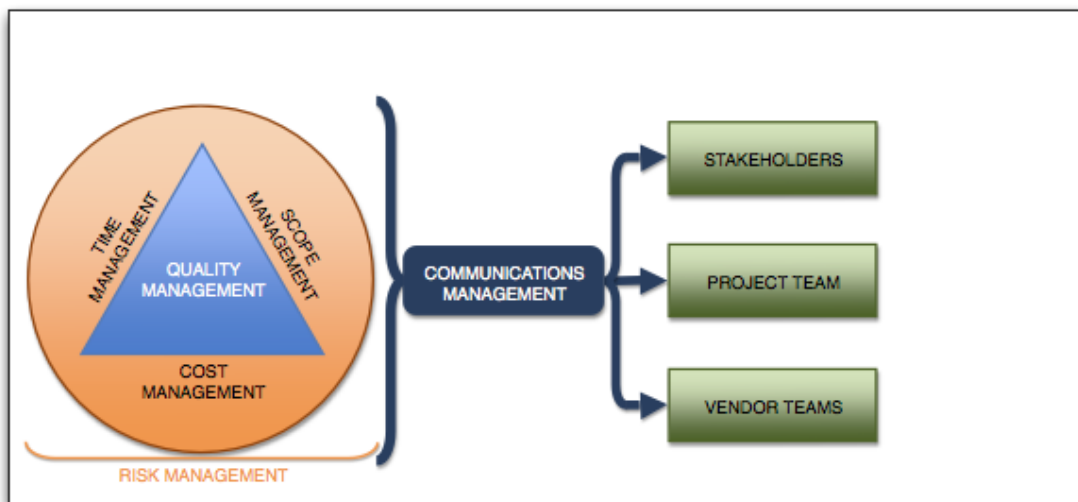 TIME
MANAGEMENT
SCOPE
MANAGEMENT
QUALITY
MANAGEMENT
COST
MANAGEMENT
RISK MANAGEMENT
COMMUNICATIONS
MANAGEMENT
STAKEHOLDERS
PROJECT TEAM
VENDOR TEAMS